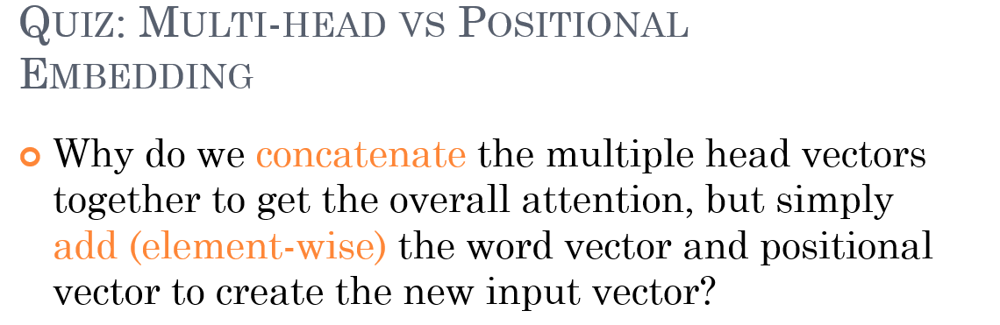 QUIZ: MULTI-HEAD VS POSITIONAL
EMBEDDING
Why do we concatenate the multiple head vectors
together to get the overall attention, but simply
add (element-wise) the word vector and positional
vector to create the new input vector?